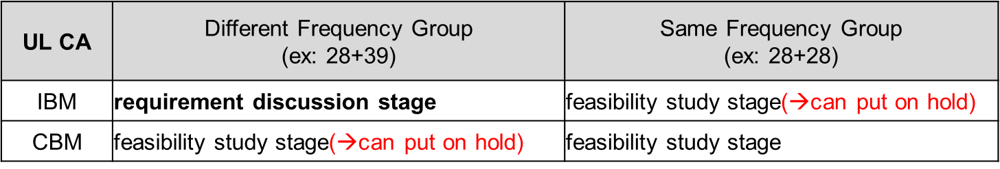 UL CA
Different Frequency Group
(ex: 28+39)
Same Frequency Group
(ex: 28+28)
IBM
requirement discussion stage
feasibility study stage(→can put on hold)
CBM
feasibility study stage(→can put on hold)
feasibility study stage